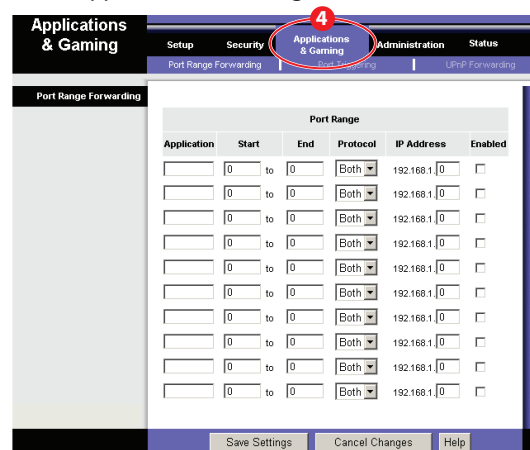 4
Applications
& Gaming
Setup Security Applications & Gaming Administration Status
Port Range Forwarding Port Triggering UPnP Forwarding
Port Range Forwarding
Port Range
Application Start End Protocol IP Address Enabled
0 to 0 Both 192.168.1. 0
0 to 0 Both 192.168.1. 0
0 to 0 Both 192.168.1. 0
0 to 0 Both 192.168.1. 0
0 to 0 Both 192.168.1. 0
0 to 0 Both 192.168.1. 0
0 to 0 Both 192.168.1. 0
0 to 0 Both 192.168.1. 0
0 to 0 Both 192.168.1. 0
0 to 0 Both 192.168.1. 0
Save Settings Cancel Changes Help